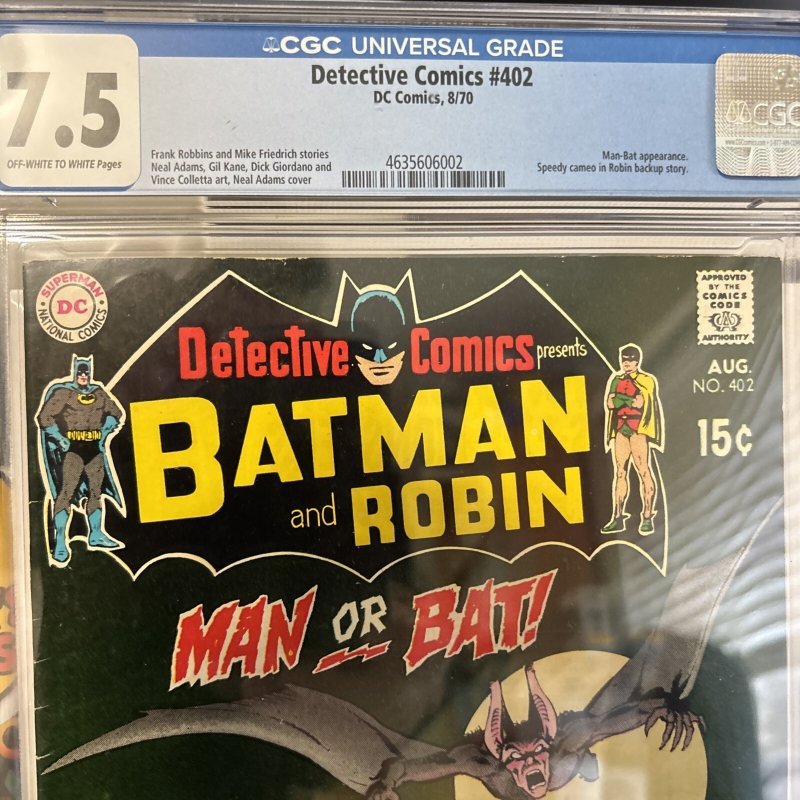 CGC UNIVERSAL GRADE
7.5
OFF-WHITE TO WHITE Pages
Detective Comics #402
DC Comics, 8/70
Frank Robbins and Mike Friedrich stories
Neal Adams, Gil Kane, Dick Giordano and
Vince Colletta art, Neal Adams cover
4635606002
Man-Bat appearance.
Speedy cameo in Robin backup story.
CGC
SUPERMAN
DC
NATIONAL COMICS
Detective Comics presents
BATMAN
and ROBIN
APPROVED
BY THE
COMICS
CODE
AUTHORITY
AUG.
NO. 402
15¢
MAN OR BAT!